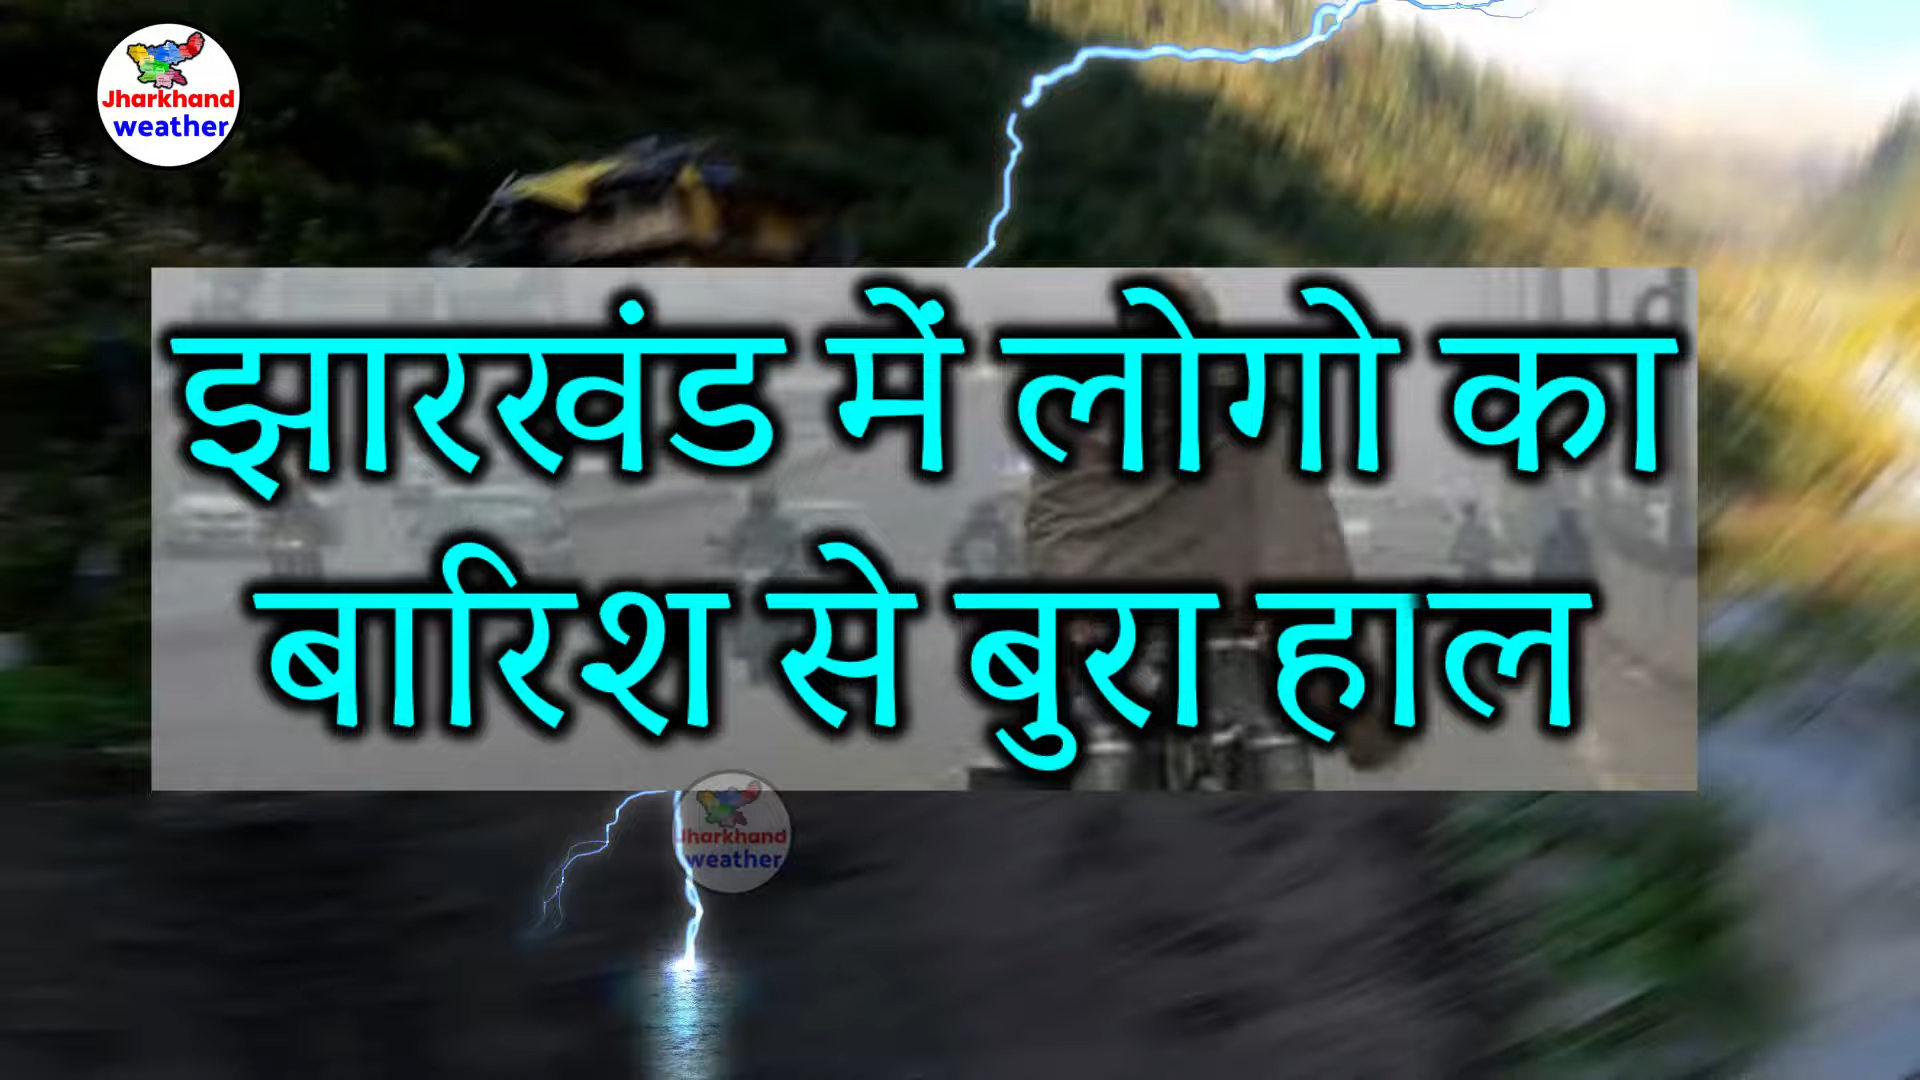 Jharkhand
weather
झारखंड में लोगो का
बारिश से बुरा हाल
Jharkhand
weather